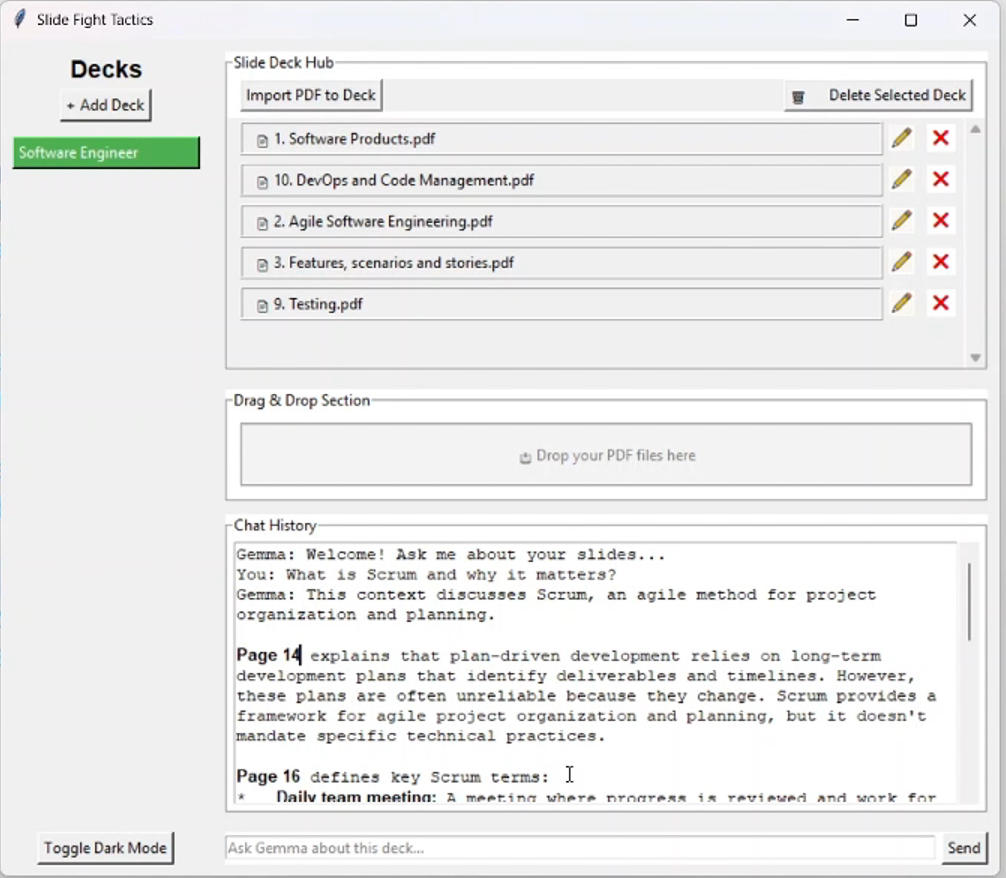 Slide Fight Tactics
Decks
+ Add Deck
Software Engineer
Slide Deck Hub
Import PDF to Deck
Delete Selected Deck
1. Software Products.pdf
10. DevOps and Code Management.pdf
2. Agile Software Engineering.pdf
3. Features, scenarios and stories.pdf
9. Testing.pdf
Drag & Drop Section
Drop your PDF files here
Chat History
Gemma: Welcome! Ask me about your slides...
You: What is Scrum and why it matters?
Gemma: This context discusses Scrum, an agile method for project
organization and planning.
Page 14 explains that plan-driven development relies on long-term
development plans that identify deliverables and timelines. However,
these plans are often unreliable because they change. Scrum provides a
framework for agile project organization and planning, but it doesn't
mandate specific technical practices.
Page 16 defines key Scrum terms:
* Daily team meeting: A meeting where progress is reviewed and work for
Toggle Dark Mode
Ask Gemma about this deck...
Send